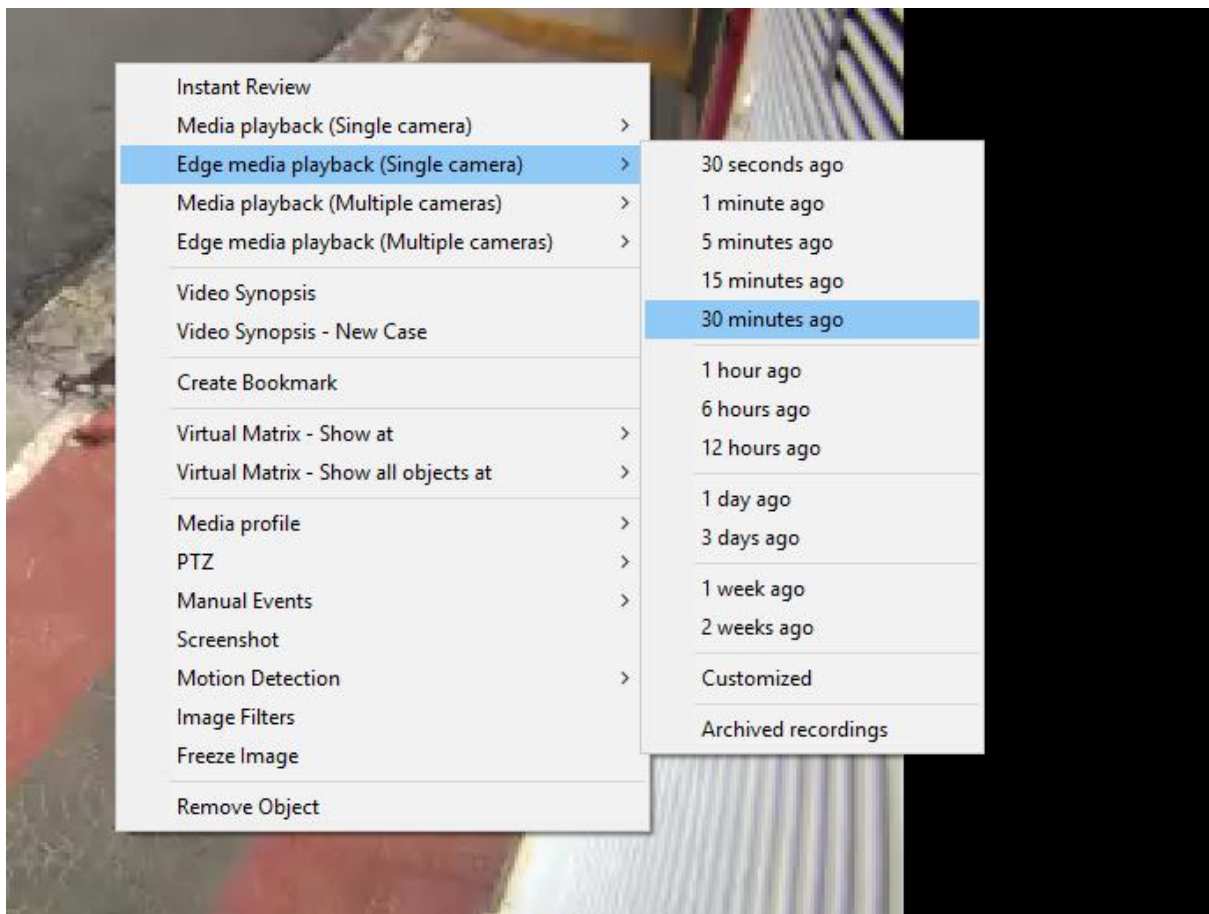 Instant Review
Media playback (Single camera)
Edge media playback (Single camera)
Media playback (Multiple cameras)
Edge media playback (Multiple cameras)
Video Synopsis
Video Synopsis - New Case
Create Bookmark
Virtual Matrix - Show at
Virtual Matrix - Show all objects at
Media profile
PTZ
Manual Events
Screenshot
Motion Detection
Image Filters
Freeze Image
Remove Object
30 seconds ago
1 minute ago
5 minutes ago
15 minutes ago
30 minutes ago
1 hour ago
6 hours ago
12 hours ago
1 day ago
3 days ago
1 week ago
2 weeks ago
Customized
Archived recordings